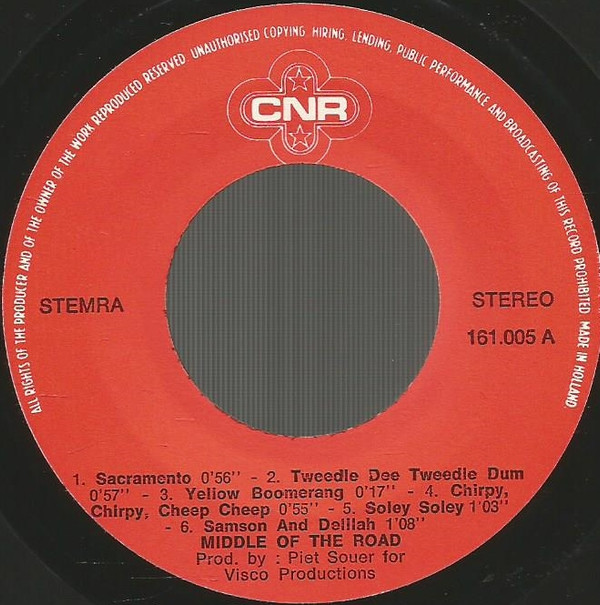 ALL RIGHTS OF THE PRODUCER AND OF THE OWNER OF THE WORK REPRODUCED RESERVED. UNAUTHORISED COPYING, HIRING, LENDING, PUBLIC PERFORMANCE AND BROADCASTING OF THIS RECORD PROHIBITED. MADE IN HOLLAND.
CNR
STEMRA
STEREO
161.005 A
1. Sacramento 0'56" - 2. Tweedle Dee Tweedle Dum
0'57" - 3. Yellow Boomerang 0'17" - 4. Chirpy,
Chirpy, Cheep Cheep 0'55" - 5. Soley Soley 1'03"
- 6. Samson And Delilah 1'08"
MIDDLE OF THE ROAD
Prod. by : Piet Souer for
Visco Productions